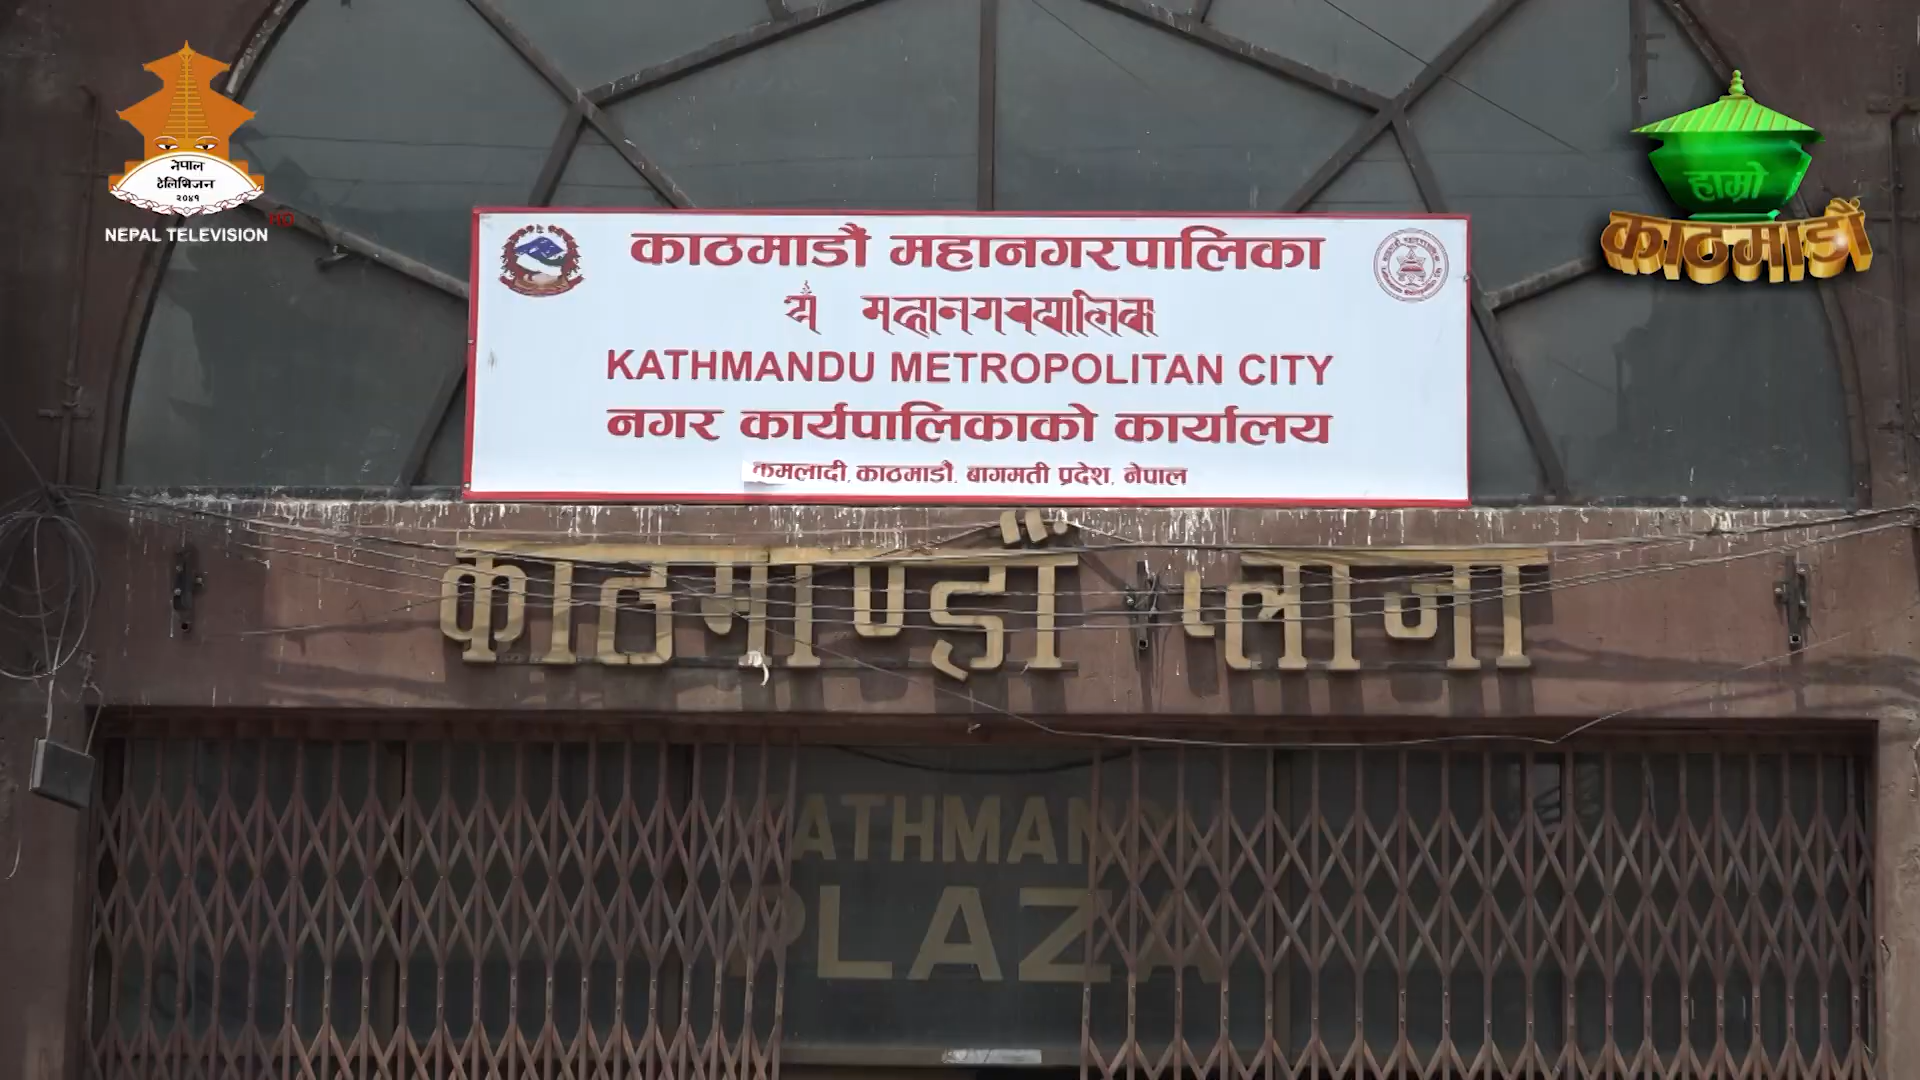 नेपाल
टेलिभिजन
२०४१
NEPAL TELEVISION
HD
हाम्रो
काठमाडौं
काठमाडौं महानगरपालिका
KATHMANDU METROPOLITAN CITY
नगर कार्यपालिकाको कार्यालय
कमलादी, काठमाडौं, बागमती प्रदेश, नेपाल
काठमाण्डौं प्लाजा
KATHMANDU
PLAZA